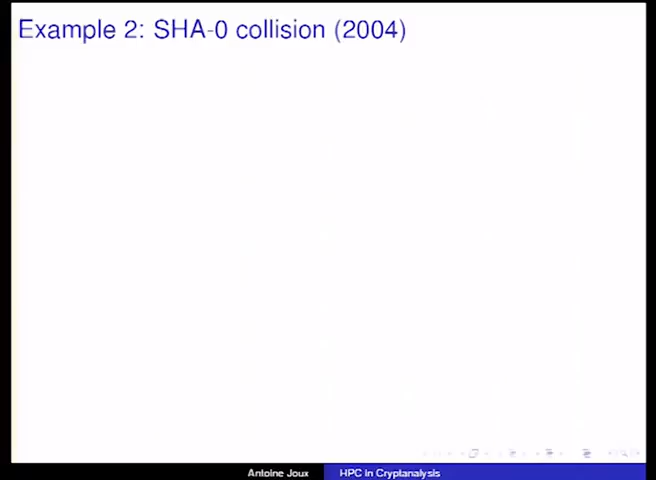 Example 2: SHA-0 collision (2004)
Antoine Joux
HPC in Cryptanalysis